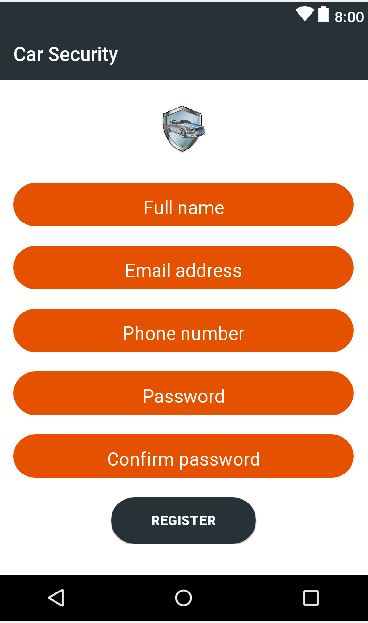 8:00
Car Security
Full name
Email address
Phone number
Password
Confirm password
REGISTER